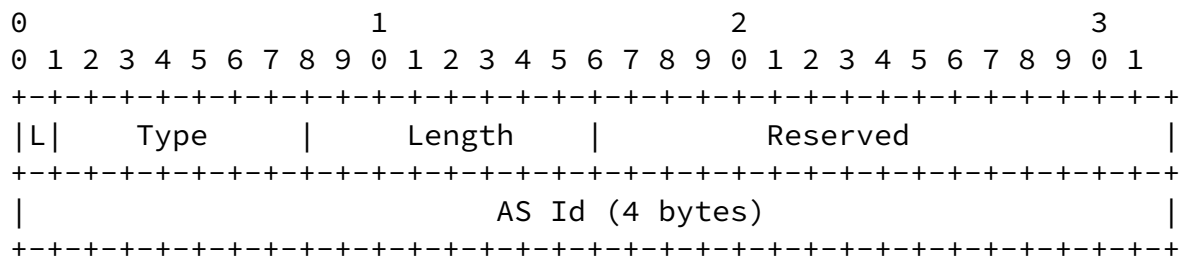 0                   1                   2                   3
0 1 2 3 4 5 6 7 8 9 0 1 2 3 4 5 6 7 8 9 0 1 2 3 4 5 6 7 8 9 0 1
+-+-+-+-+-+-+-+-+-+-+-+-+-+-+-+-+-+-+-+-+-+-+-+-+-+-+-+-+-+-+-+-+
|L|    Type     |     Length    |         Reserved              |
+-+-+-+-+-+-+-+-+-+-+-+-+-+-+-+-+-+-+-+-+-+-+-+-+-+-+-+-+-+-+-+-+
|                          AS Id (4 bytes)                      |
+-+-+-+-+-+-+-+-+-+-+-+-+-+-+-+-+-+-+-+-+-+-+-+-+-+-+-+-+-+-+-+-+